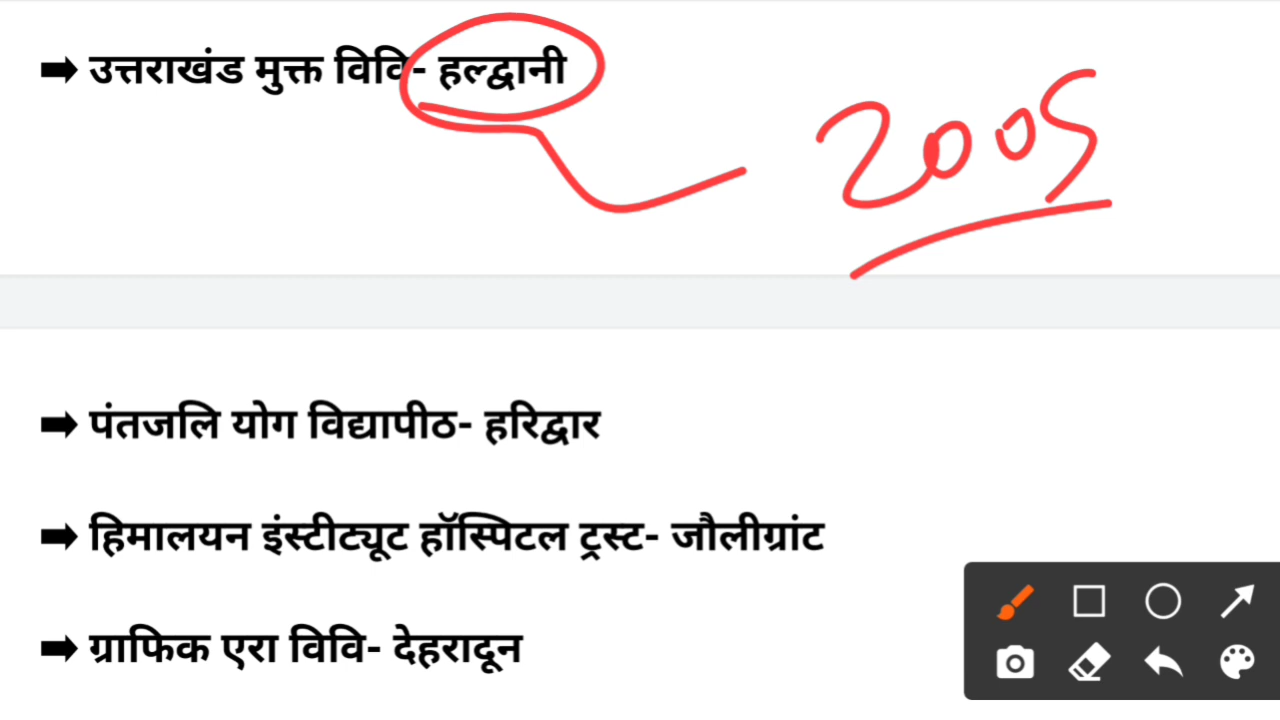 ➡ उत्तराखंड मुक्त विवि- हल्द्वानी
2005
➡ पंतजलि योग विद्यापीठ- हरिद्वार
➡ हिमालयन इंस्टीट्यूट हॉस्पिटल ट्रस्ट- जौलीग्रांट
➡ ग्राफिक एरा विवि- देहरादून